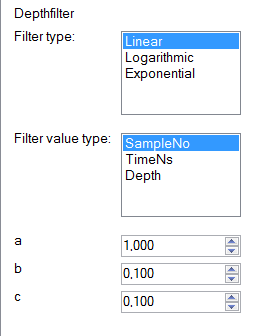 Depthfilter
Filter type:
Linear
Logarithmic
Exponential
Filter value type:
SampleNo
TimeNs
Depth
a
1,000
b
0,100
c
0,100